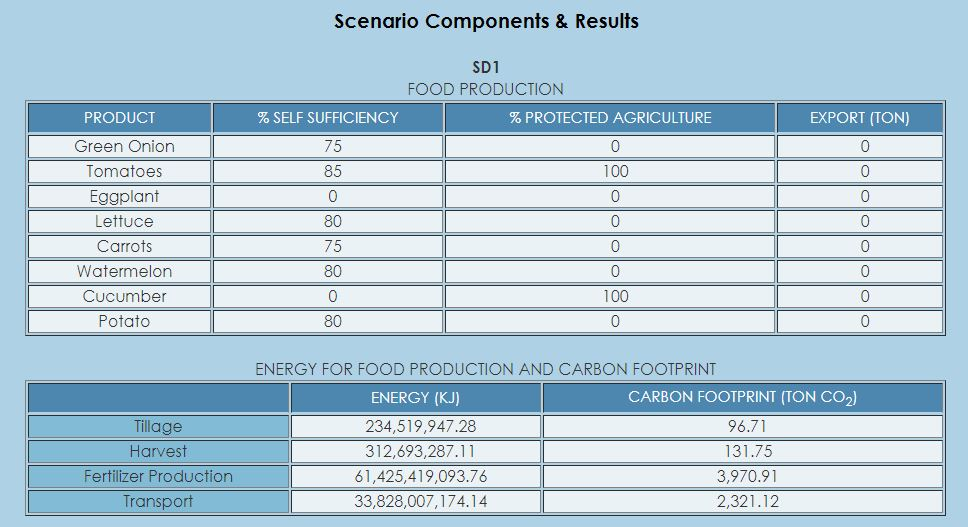 Scenario Components & Results
SD1
FOOD PRODUCTION
PRODUCT % SELF SUFFICIENCY % PROTECTED AGRICULTURE EXPORT (TON)
Green Onion 75 0 0
Tomatoes 85 100 0
Eggplant 0 0 0
Lettuce 80 0 0
Carrots 75 0 0
Watermelon 80 0 0
Cucumber 0 100 0
Potato 80 0 0
ENERGY FOR FOOD PRODUCTION AND CARBON FOOTPRINT
ENERGY (KJ) CARBON FOOTPRINT (TON CO2)
Tillage 234,519,947.28 96.71
Harvest 312,693,287.11 131.75
Fertilizer Production 61,425,419,093.76 3,970.91
Transport 33,828,007,174.14 2,321.12